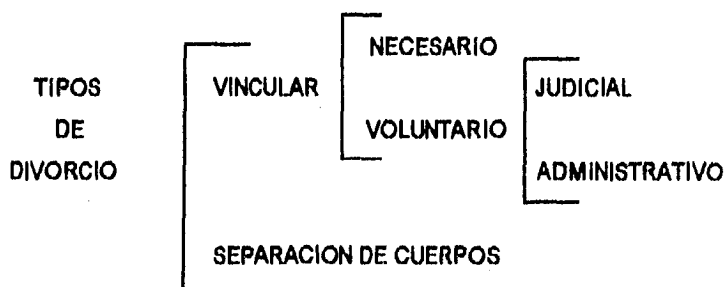 TIPOS
DE
DIVORCIO
VINCULAR
NECESARIO
VOLUNTARIO
JUDICIAL
ADMINISTRATIVO
SEPARACION DE CUERPOS